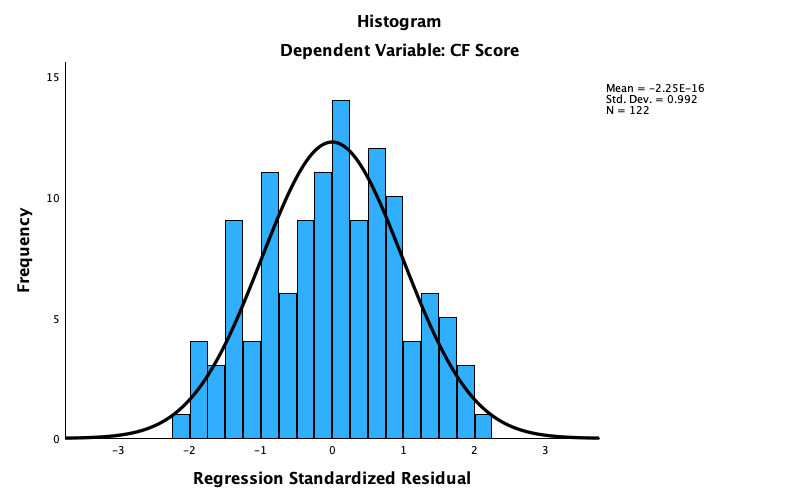 Histogram
Dependent Variable: CF Score
Mean = -2.25E-16
Std. Dev. = 0.992
N = 122
Frequency
15
10
5
0
-3 -2 -1 0 1 2 3
Regression Standardized Residual